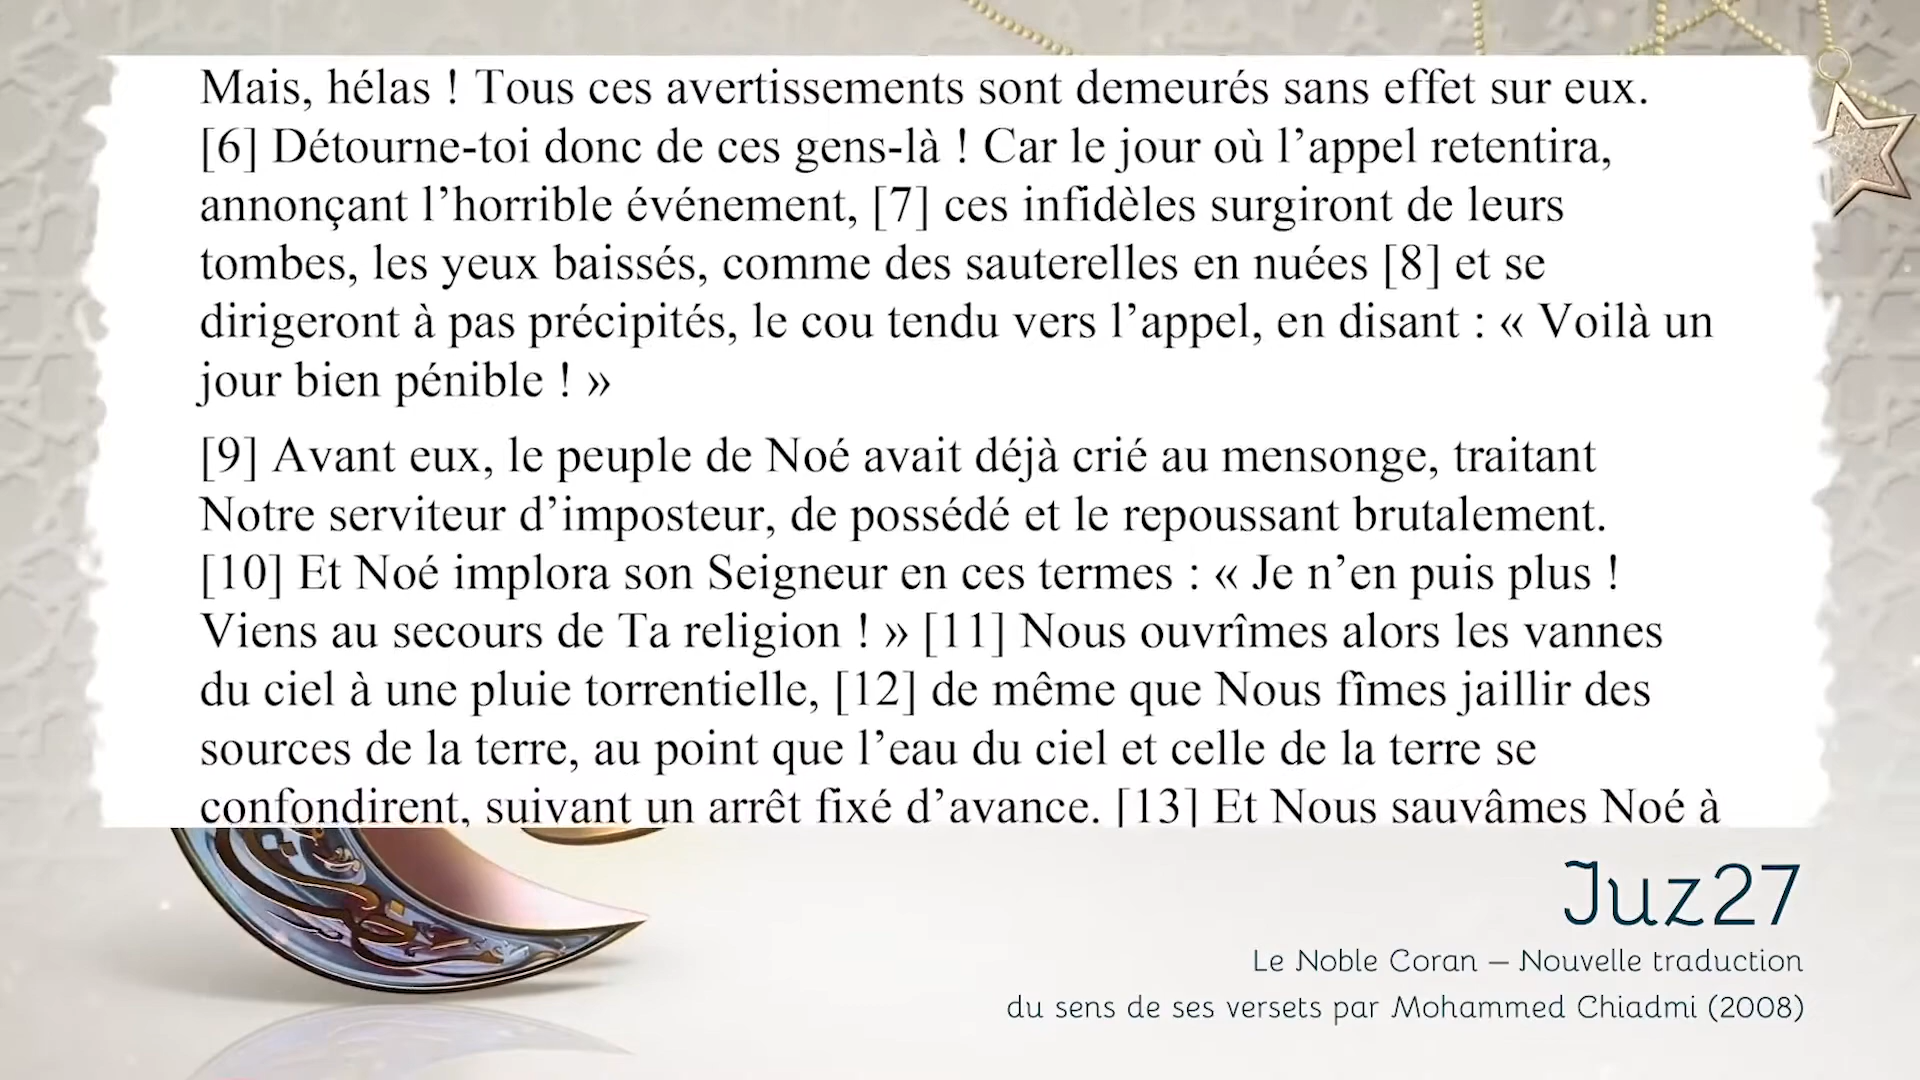 Mais, hélas ! Tous ces avertissements sont demeurés sans effet sur eux.
[6] Détourne-toi donc de ces gens-là ! Car le jour où l’appel retentira,
annonçant l’horrible événement, [7] ces infidèles surgiront de leurs
tombes, les yeux baissés, comme des sauterelles en nuées [8] et se
dirigeront à pas précipités, le cou tendu vers l’appel, en disant : « Voilà un
jour bien pénible ! »
[9] Avant eux, le peuple de Noé avait déjà crié au mensonge, traitant
Notre serviteur d’imposteur, de possédé et le repoussant brutalement.
[10] Et Noé implora son Seigneur en ces termes : « Je n’en puis plus !
Viens au secours de Ta religion ! » [11] Nous ouvrîmes alors les vannes
du ciel à une pluie torrentielle, [12] de même que Nous fîmes jaillir des
sources de la terre, au point que l’eau du ciel et celle de la terre se
confondirent, suivant un arrêt fixé d’avance. [13] Et Nous sauvâmes Noé à
Juz27
Le Noble Coran – Nouvelle traduction
du sens de ses versets par Mohammed Chiadmi (2008)